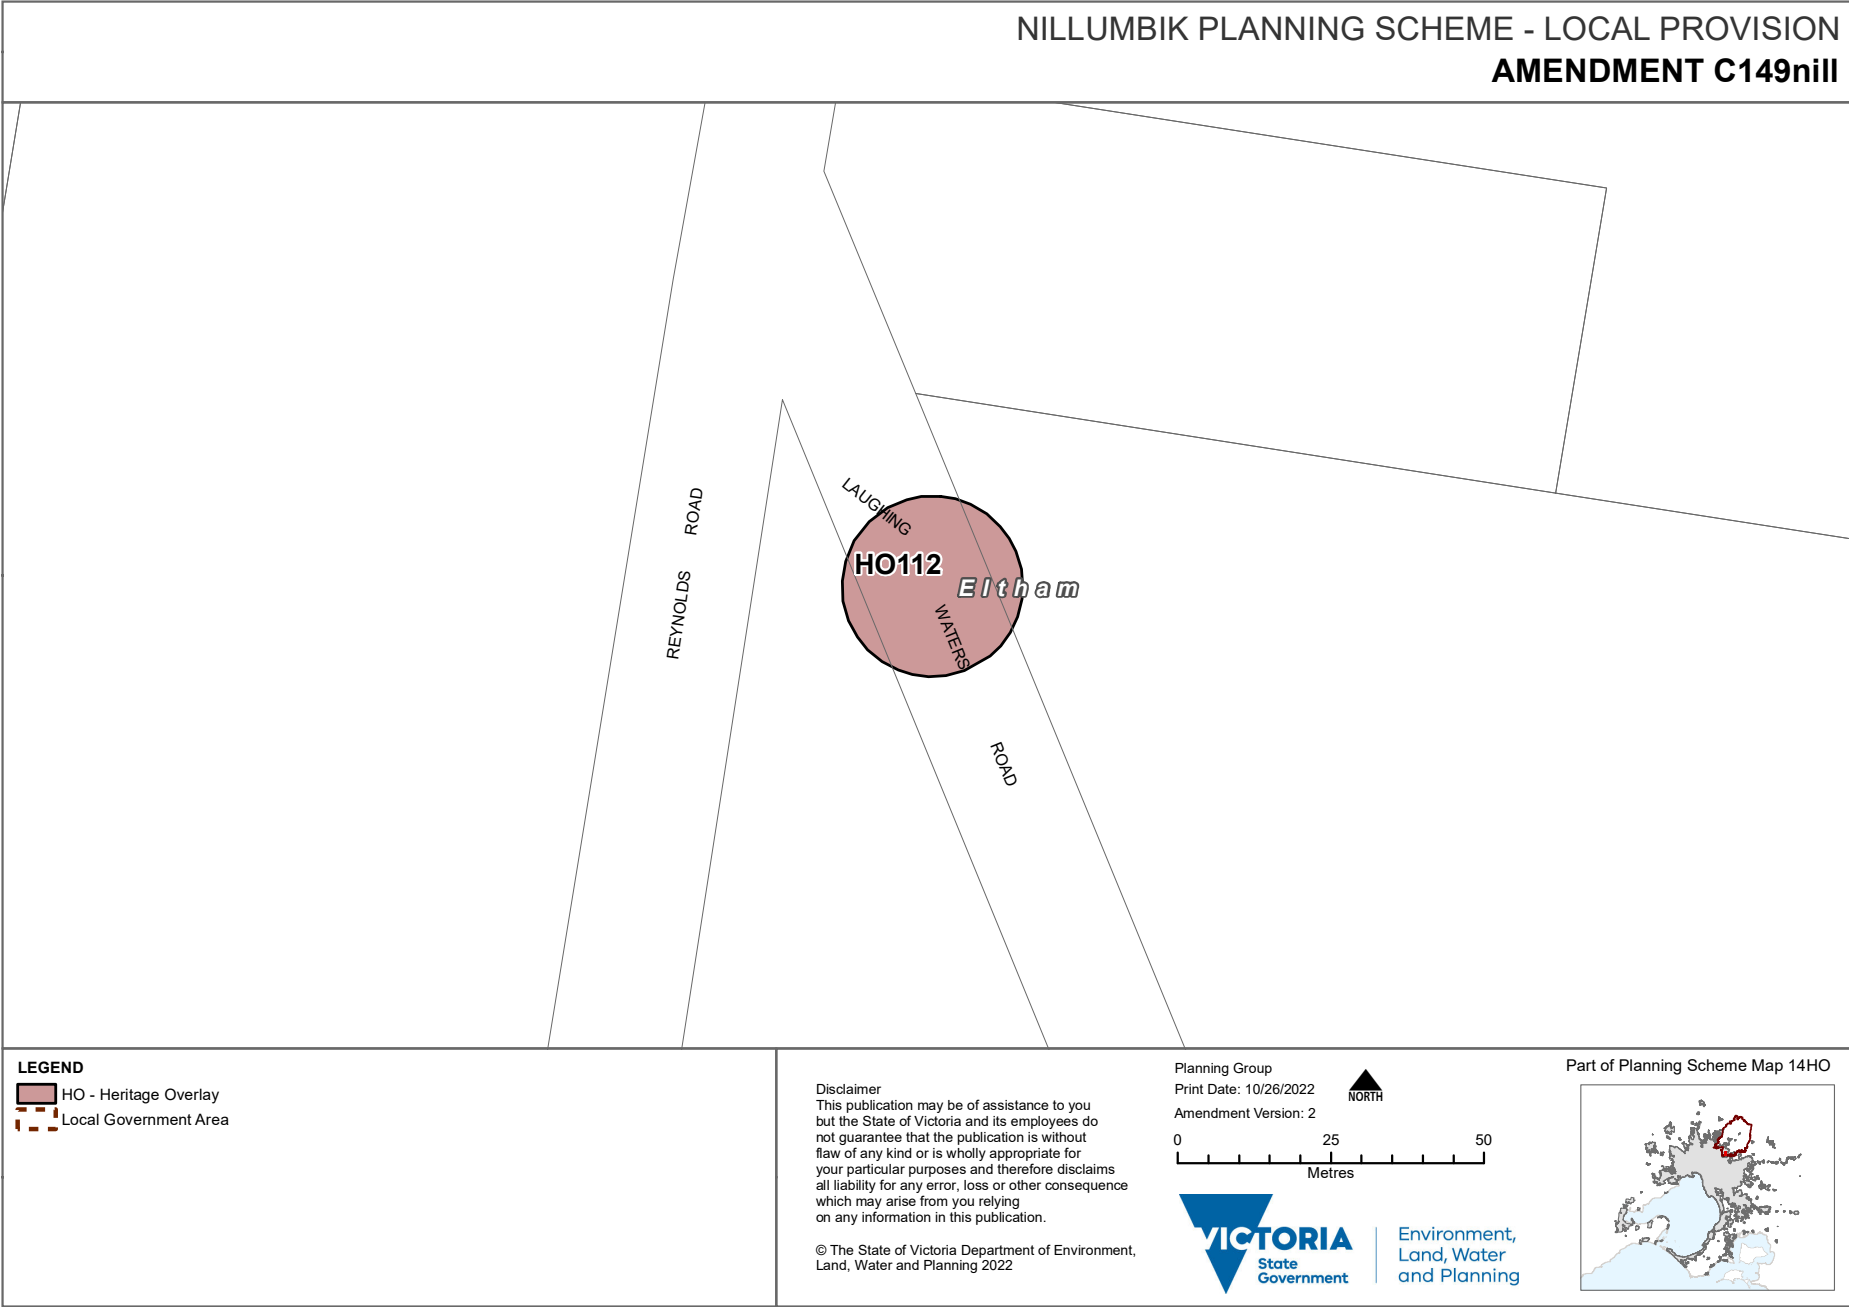 NILLUMBIK PLANNING SCHEME - LOCAL PROVISION
AMENDMENT C149nill
REYNOLDS ROAD
LAUGHING
HO112
Eltham
WATERS
ROAD
LEGEND
HO - Heritage Overlay
Local Government Area
Disclaimer
This publication may be of assistance to you
but the State of Victoria and its employees do
not guarantee that the publication is without
flaw of any kind or is wholly appropriate for
your particular purposes and therefore disclaims
all liability for any error, loss or other consequence
which may arise from you relying
on any information in this publication.
© The State of Victoria Department of Environment,
Land, Water and Planning 2022
Planning Group
Print Date: 10/26/2022
Amendment Version: 2
NORTH
0 25 50
Metres
VICTORIA
State
Government
Environment,
Land, Water
and Planning
Part of Planning Scheme Map 14HO